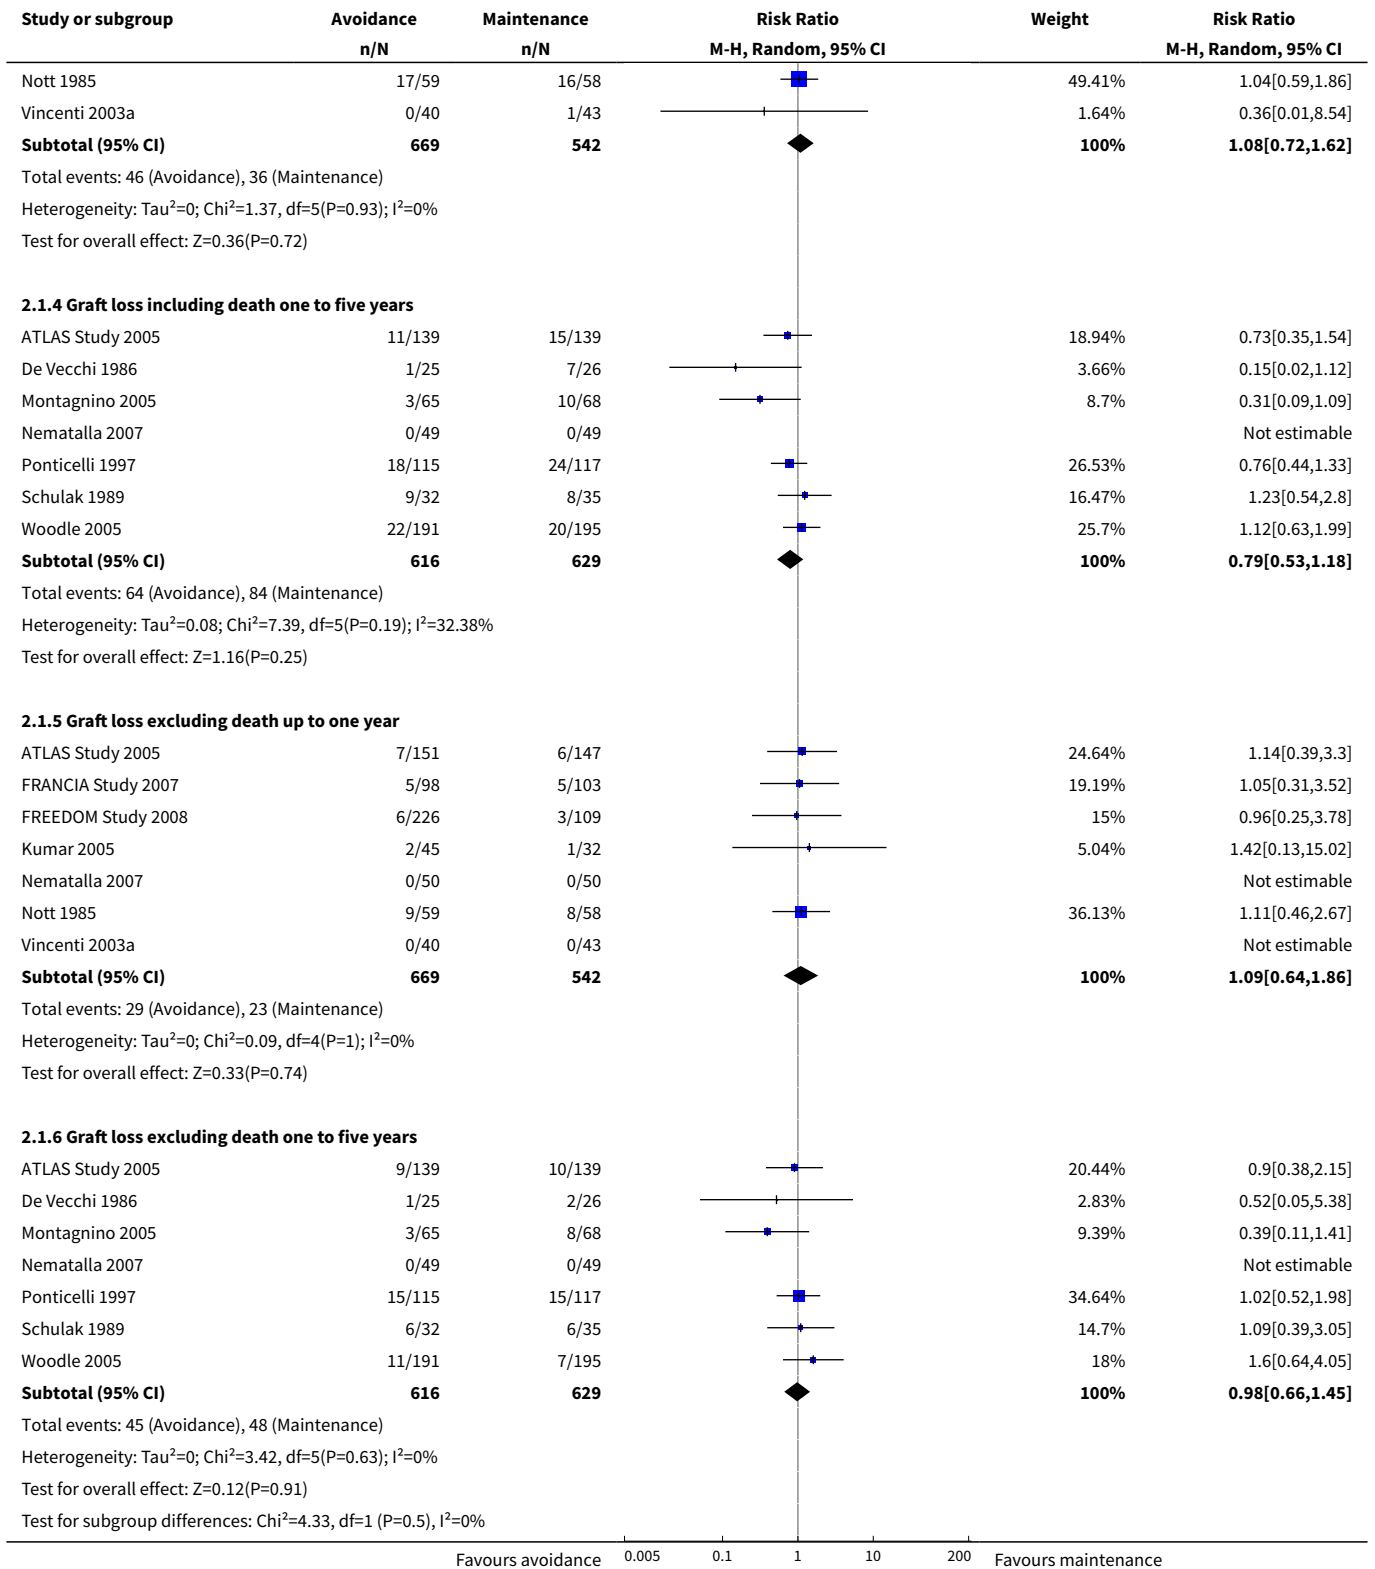 Study or subgroup Avoidance Maintenance Risk Ratio Weight Risk Ratio
n/N n/N M-H, Random, 95% CI M-H, Random, 95% CI
Nott 1985 17/59 16/58 49.41% 1.04[0.59,1.86]
Vincenti 2003a 0/40 1/43 1.64% 0.36[0.01,8.54]
Subtotal (95% CI) 669 542 100% 1.08[0.72,1.62]
Total events: 46 (Avoidance), 36 (Maintenance)
Heterogeneity: Tau²=0; Chi²=1.37, df=5(P=0.93); I²=0%
Test for overall effect: Z=0.36(P=0.72)
2.1.4 Graft loss including death one to five years
ATLAS Study 2005 11/139 15/139 18.94% 0.73[0.35,1.54]
De Vecchi 1986 1/25 7/26 3.66% 0.15[0.02,1.12]
Montagnino 2005 3/65 10/68 8.7% 0.31[0.09,1.09]
Nematalla 2007 0/49 0/49 Not estimable
Ponticelli 1997 18/115 24/117 26.53% 0.76[0.44,1.33]
Schulak 1989 9/32 8/35 16.47% 1.23[0.54,2.8]
Woodle 2005 22/191 20/195 25.7% 1.12[0.63,1.99]
Subtotal (95% CI) 616 629 100% 0.79[0.53,1.18]
Total events: 64 (Avoidance), 84 (Maintenance)
Heterogeneity: Tau²=0.08; Chi²=7.39, df=5(P=0.19); I²=32.38%
Test for overall effect: Z=1.16(P=0.25)
2.1.5 Graft loss excluding death up to one year
ATLAS Study 2005 7/151 6/147 24.64% 1.14[0.39,3.3]
FRANCIA Study 2007 5/98 5/103 19.19% 1.05[0.31,3.52]
FREEDOM Study 2008 6/226 3/109 15% 0.96[0.25,3.78]
Kumar 2005 2/45 1/32 5.04% 1.42[0.13,15.02]
Nematalla 2007 0/50 0/50 Not estimable
Nott 1985 9/59 8/58 36.13% 1.11[0.46,2.67]
Vincenti 2003a 0/40 0/43 Not estimable
Subtotal (95% CI) 669 542 100% 1.09[0.64,1.86]
Total events: 29 (Avoidance), 23 (Maintenance)
Heterogeneity: Tau²=0; Chi²=0.09, df=4(P=1); I²=0%
Test for overall effect: Z=0.33(P=0.74)
2.1.6 Graft loss excluding death one to five years
ATLAS Study 2005 9/139 10/139 20.44% 0.9[0.38,2.15]
De Vecchi 1986 1/25 2/26 2.83% 0.52[0.05,5.38]
Montagnino 2005 3/65 8/68 9.39% 0.39[0.11,1.41]
Nematalla 2007 0/49 0/49 Not estimable
Ponticelli 1997 15/115 15/117 34.64% 1.02[0.52,1.98]
Schulak 1989 6/32 6/35 14.7% 1.09[0.39,3.05]
Woodle 2005 11/191 7/195 18% 1.6[0.64,4.05]
Subtotal (95% CI) 616 629 100% 0.98[0.66,1.45]
Total events: 45 (Avoidance), 48 (Maintenance)
Heterogeneity: Tau²=0; Chi²=3.42, df=5(P=0.63); I²=0%
Test for overall effect: Z=0.12(P=0.91)
Test for subgroup differences: Chi²=4.33, df=1 (P=0.5), I²=0%
Favours avoidance 0.005 0.1 1 10 200 Favours maintenance